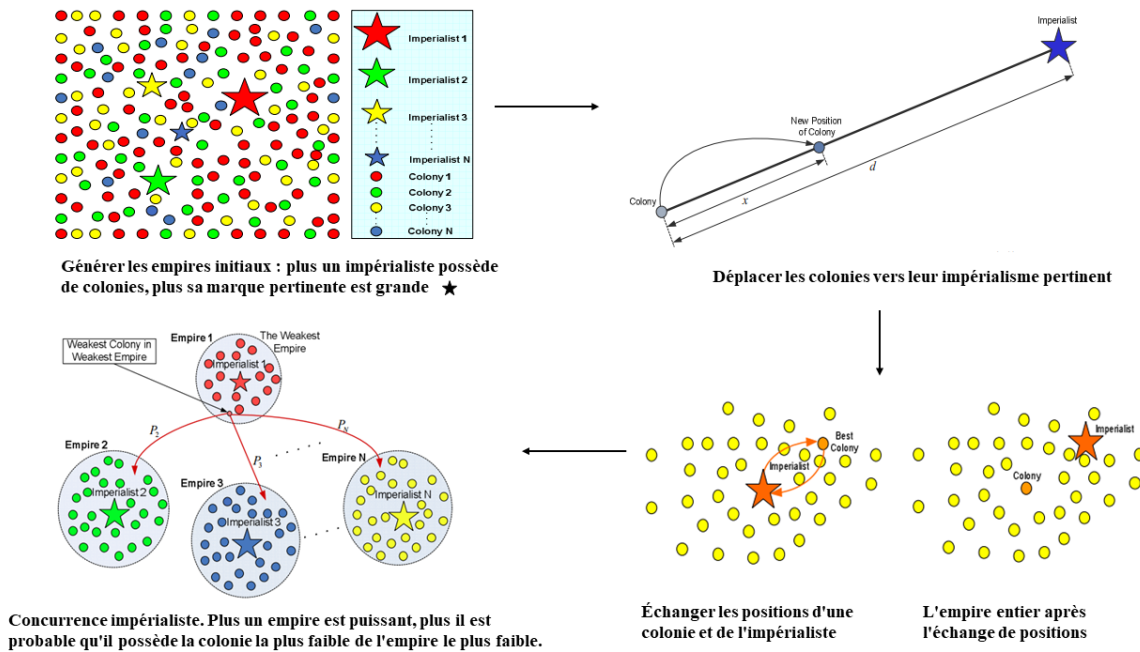 Imperialist 1
Imperialist 2
Imperialist 3
Imperialist N
Colony 1
Colony 2
Colony 3
Colony N
Générer les empires initiaux : plus un impérialiste possède
de colonies, plus sa marque pertinente est grande
Imperialist
New Position
of Colony
Colony
x
d
Déplacer les colonies vers leur impérialisme pertinent
Weakest Colony in
Weakest Empire
Empire 1
The Weakest
Empire
Imperialist 1
P2
P3
PN
Empire 2
Imperialist 2
Empire 3
Imperialist 3
Empire N
Imperialist N
Concurrence impérialiste. Plus un empire est puissant, plus il est
probable qu'il possède la colonie la plus faible de l'empire le plus faible.
Best
Colony
Imperialist
Échanger les positions d'une
colonie et de l'impérialiste
Imperialist
Colony
L'empire entier après
l'échange de positions